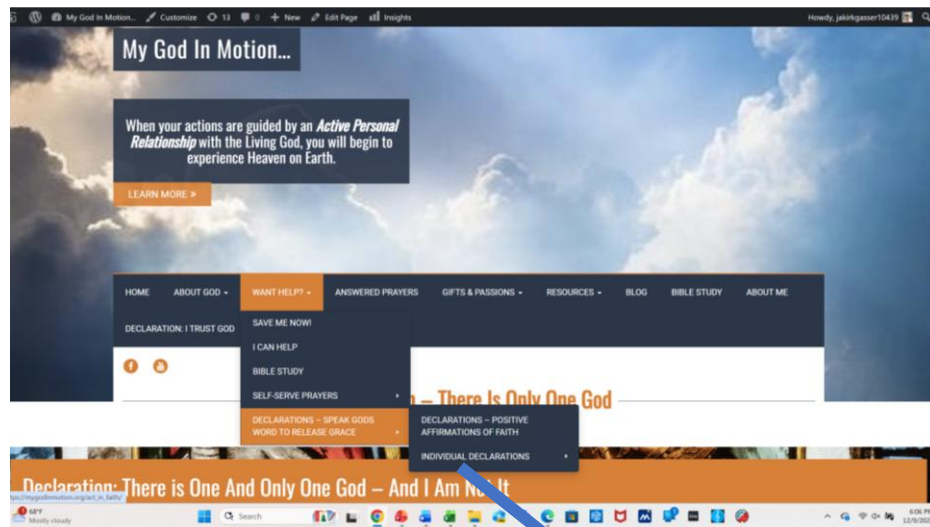 My God In Motion... Customize 13 0 New Edit Page Insights Howdy, jakirkgasser10439
My God In Motion...
When your actions are guided by an Active Personal
Relationship with the Living God, you will begin to
experience Heaven on Earth.
LEARN MORE »
HOME ABOUT GOD WANT HELP? ANSWERED PRAYERS GIFTS & PASSIONS RESOURCES BLOG BIBLE STUDY ABOUT ME
DECLARATION: I TRUST GOD
SAVE ME NOW!
I CAN HELP
BIBLE STUDY
SELF-SERVE PRAYERS
– There Is Only One God
DECLARATIONS – SPEAK GODS
WORD TO RELEASE GRACE
DECLARATIONS – POSITIVE
AFFIRMATIONS OF FAITH
INDIVIDUAL DECLARATIONS
Declaration: There is One And Only One God – And I Am It
68°F
Mostly cloudy
Search
6:06 PM